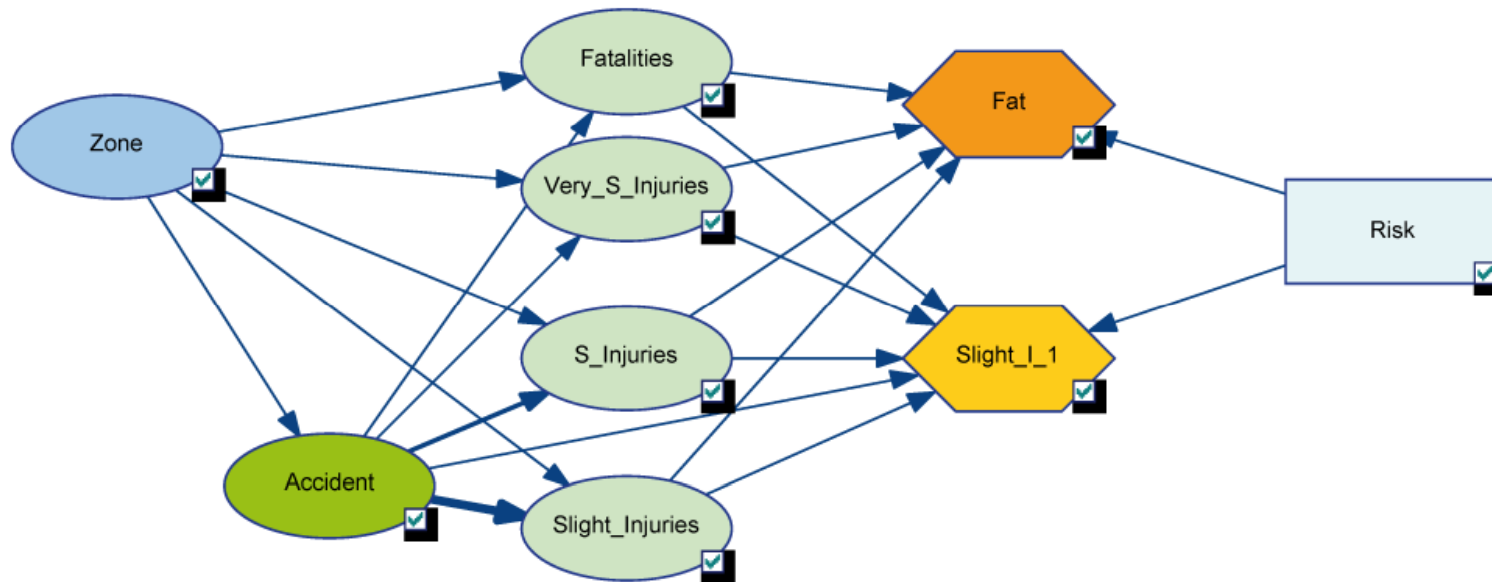 Fatalities
Fat
Zone
Very_S_Injuries
Risk
S_Injuries
Slight_I_1
Accident
Slight_Injuries